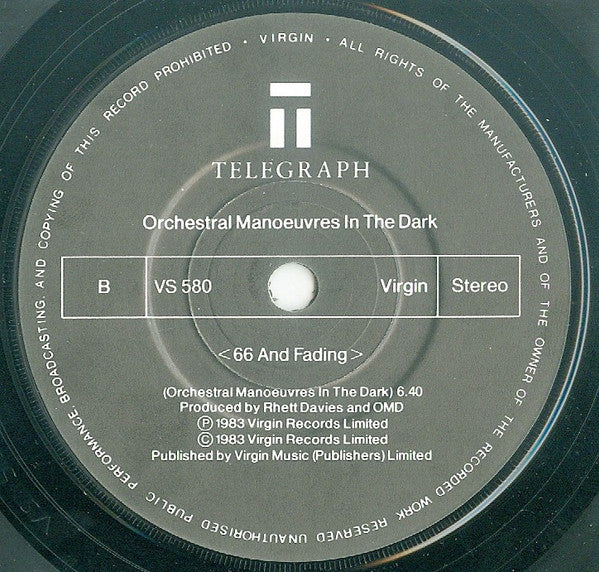 PERFORMANCE BROADCASTING, AND COPYING OF THIS RECORD PROHIBITED • VIRGIN • ALL RIGHTS OF THE MANUFACTURERS AND OF THE OWNER OF THE RECORDED WORK RESERVED UNAUTHORISED PUBLIC
TELEGRAPH
Orchestral Manoeuvres In The Dark
B VS 580 Virgin Stereo
<66 And Fading>
(Orchestral Manoeuvres In The Dark) 6.40
Produced by Rhett Davies and OMD
Ⓟ 1983 Virgin Records Limited
© 1983 Virgin Records Limited
Published by Virgin Music (Publishers) Limited